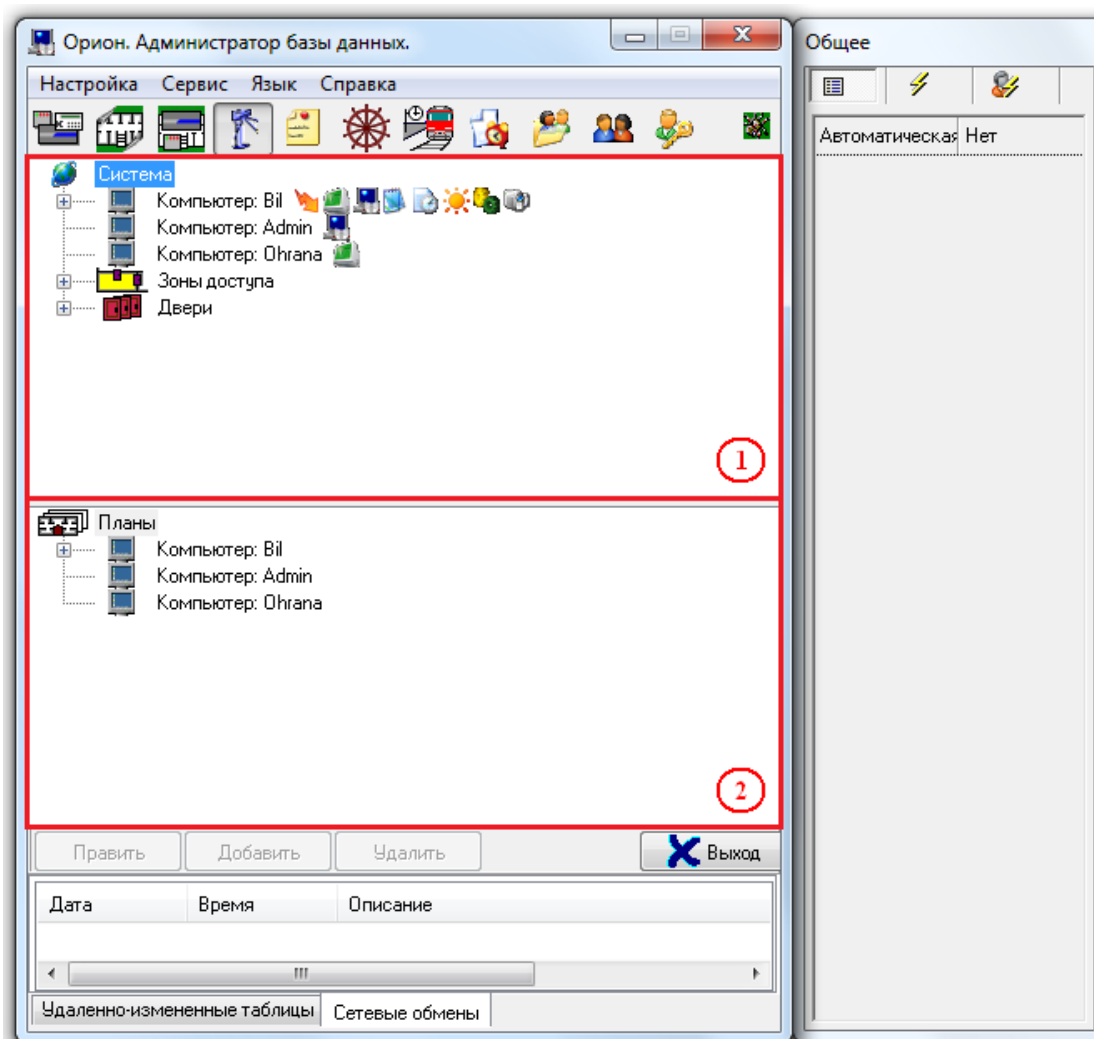 Орион. Администратор базы данных.
Настройка Сервис Язык Справка
Система
Компьютер: Bil
Компьютер: Admin
Компьютер: Ohrana
Зоны доступа
Двери
1
Планы
Компьютер: Bil
Компьютер: Admin
Компьютер: Ohrana
2
Править Добавить Удалить Выход
Дата Время Описание
Удаленно-измененные таблицы Сетевые обмены
Общее
Автоматическая Нет